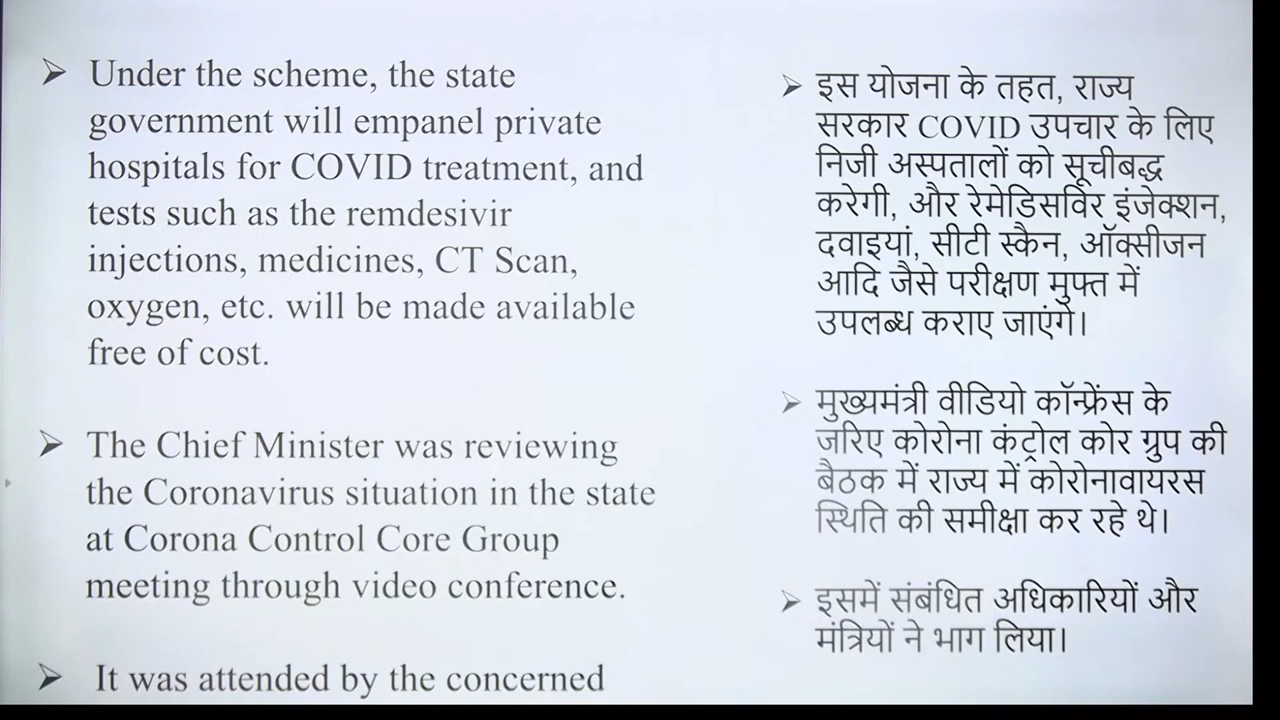 ➢ Under the scheme, the state
government will empanel private
hospitals for COVID treatment, and
tests such as the remdesivir
injections, medicines, CT Scan,
oxygen, etc. will be made available
free of cost.
➢ The Chief Minister was reviewing
the Coronavirus situation in the state
at Corona Control Core Group
meeting through video conference.
➢ It was attended by the concerned
➢ इस योजना के तहत, राज्य
सरकार COVID उपचार के लिए
निजी अस्पतालों को सूचीबद्ध
करेगी, और रेमेडिसविर इंजेक्शन,
दवाइयां, सीटी स्कैन, ऑक्सीजन
आदि जैसे परीक्षण मुफ्त में
उपलब्ध कराए जाएंगे।
➢ मुख्यमंत्री वीडियो कॉन्फ्रेंस के
जरिए कोरोना कंट्रोल कोर ग्रुप की
बैठक में राज्य में कोरोनावायरस
स्थिति की समीक्षा कर रहे थे।
➢ इसमें संबंधित अधिकारियों और
मंत्रियों ने भाग लिया।